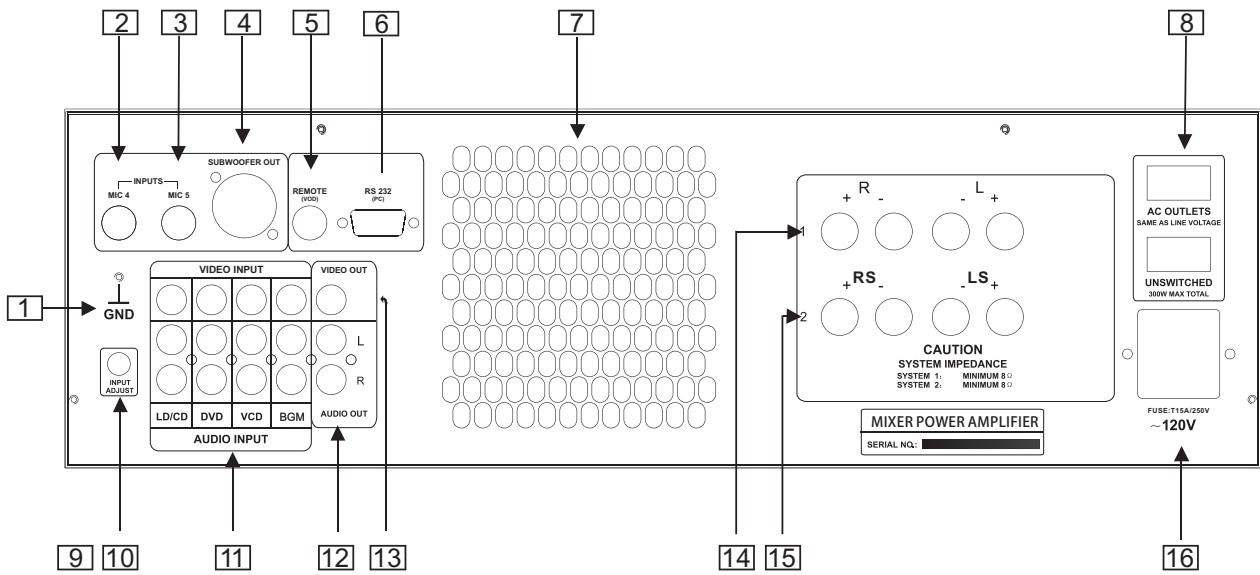 2 3 4 5 6 7 8
SUBWOOFER OUT
INPUTS
MIC 4 MIC 5
REMOTE
(VOD)
RS 232
(PC)
1
GND
VIDEO INPUT
VIDEO OUT
L
R
INPUT
ADJUST
LD/CD DVD VCD BGM
AUDIO OUT
AUDIO INPUT
R L
+ - - +
1
RS LS
+ - - +
2
CAUTION
SYSTEM IMPEDANCE
SYSTEM 1: MINIMUM 8Ω
SYSTEM 2: MINIMUM 8Ω
MIXER POWER AMPLIFIER
SERIAL NO.:
AC OUTLETS
SAME AS LINE VOLTAGE
UNSWITCHED
300W MAX TOTAL
FUSE:T15A/250V
~120V
9 10 11 12 13 14 15 16